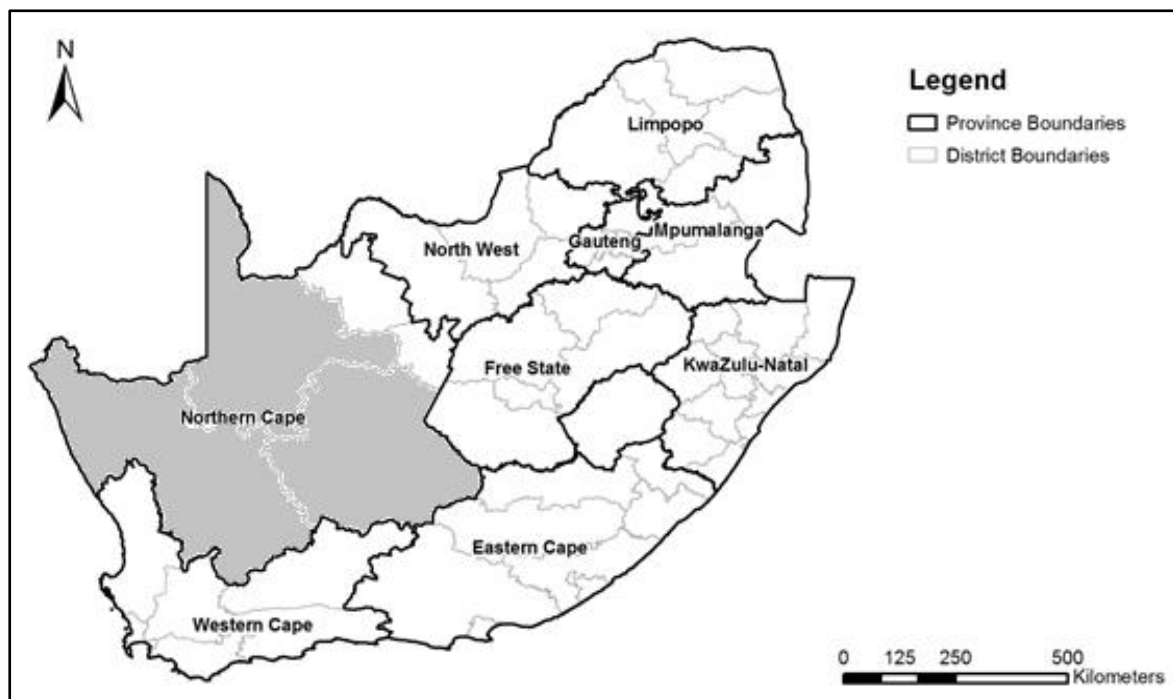 N
Legend
Province Boundaries
District Boundaries
Limpopo
North West
Gauteng
Mpumalanga
Free State
KwaZulu-Natal
Northern Cape
Eastern Cape
Western Cape
0 125 250 500
Kilometers